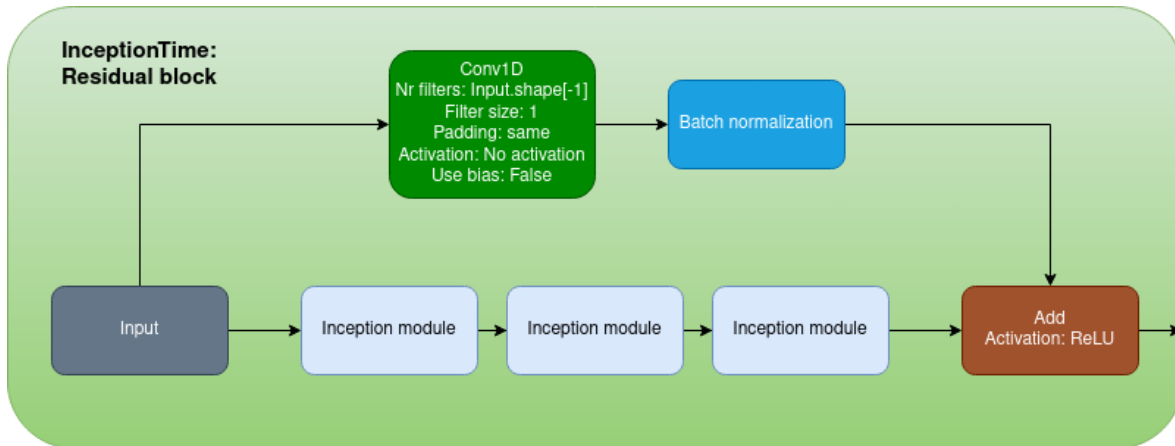 InceptionTime:
Residual block
Conv1D
Nr filters: Input.shape[-1]
Filter size: 1
Padding: same
Activation: No activation
Use bias: False
Batch normalization
Input
Inception module
Inception module
Inception module
Add
Activation: ReLU